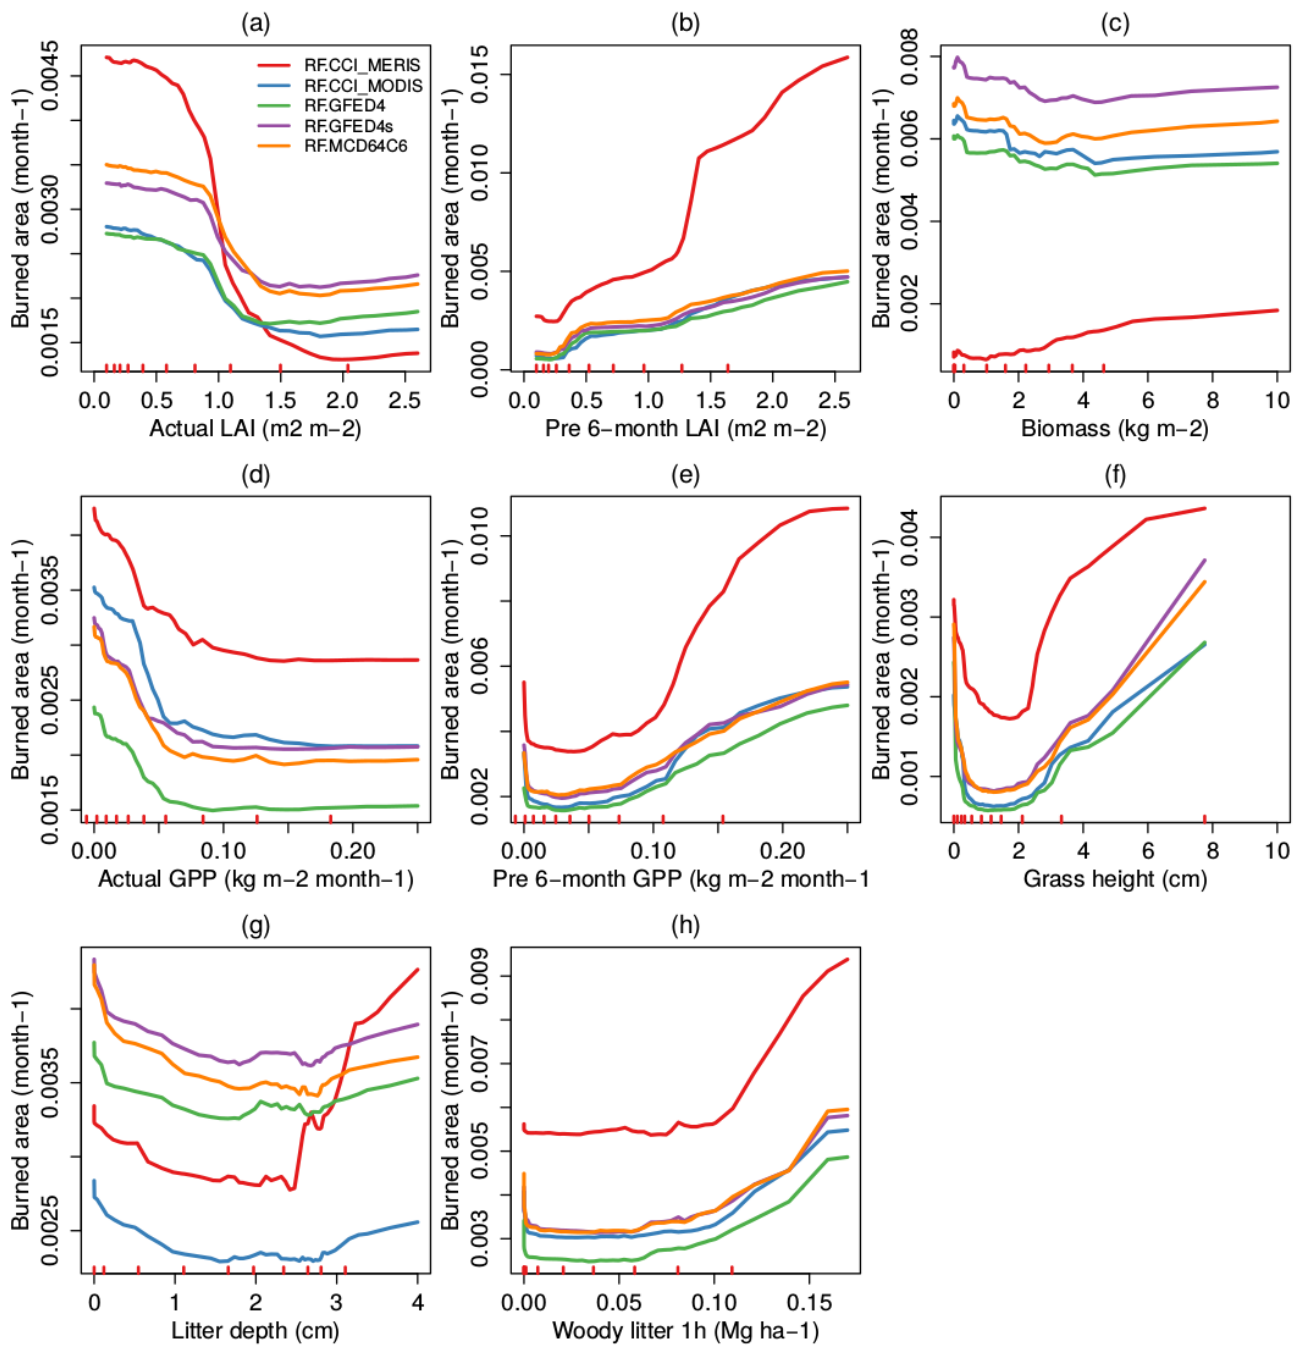 (a)
0.0045
0.0030
0.0015
Burned area (month−1)
RF.CCI_MERIS
RF.CCI_MODIS
RF.GFED4
RF.GFED4s
RF.MCD64C6
0.0 0.5 1.0 1.5 2.0 2.5
Actual LAI (m2 m−2)
(b)
0.015
0.010
0.005
0.000
Burned area (month−1)
0.0 0.5 1.0 1.5 2.0 2.5
Pre 6−month LAI (m2 m−2)
(c)
0.008
0.006
0.004
0.002
Burned area (month−1)
0 2 4 6 8 10
Biomass (kg m−2)
(d)
0.0035
0.0025
0.0015
Burned area (month−1)
0.00 0.10 0.20
Actual GPP (kg m−2 month−1)
(e)
0.010
0.006
0.002
Burned area (month−1)
0.00 0.10 0.20
Pre 6−month GPP (kg m−2 month−1
(f)
0.004
0.003
0.002
0.001
Burned area (month−1)
0 2 4 6 8 10
Grass height (cm)
(g)
0.0035
0.0025
Burned area (month−1)
0 1 2 3 4
Litter depth (cm)
(h)
0.009
0.007
0.005
0.003
Burned area (month−1)
0.00 0.05 0.10 0.15
Woody litter 1h (Mg ha−1)